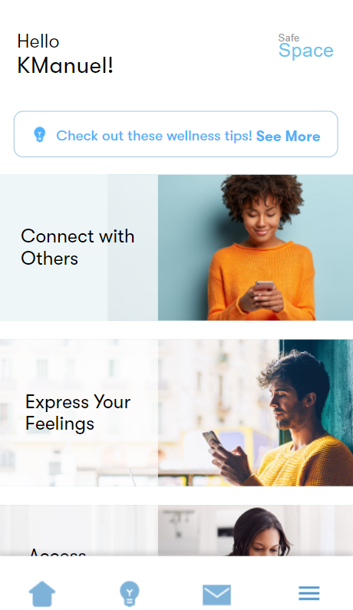 Hello
KManuel!
Safe
Space
Check out these wellness tips! See More
Connect with
Others
Express Your
Feelings
Access